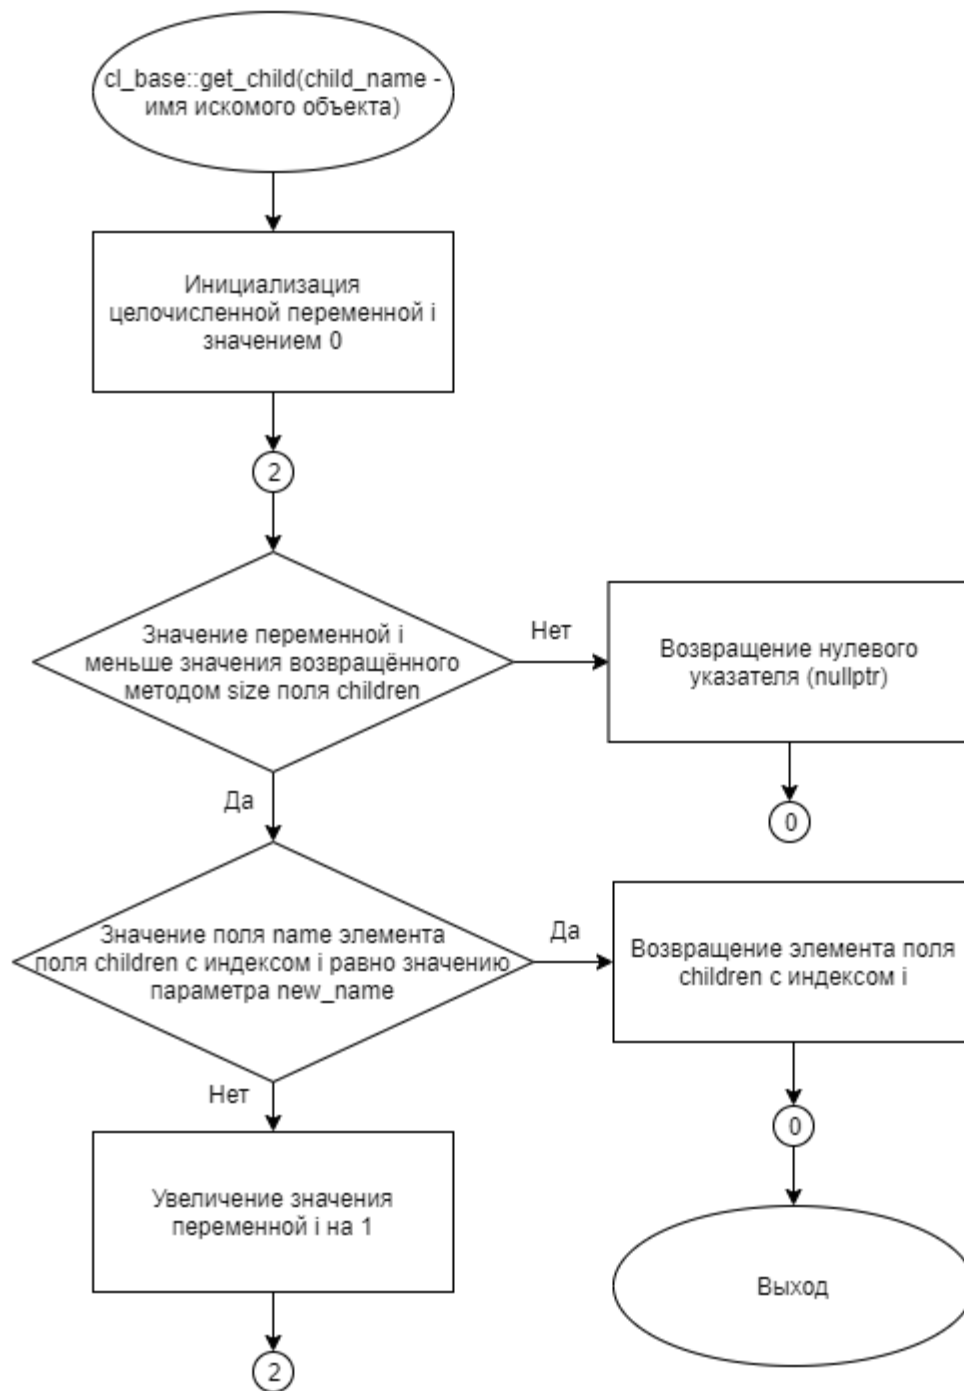 cl_base::get_child(child_name -
имя искомого объекта)
Инициализация
целочисленной переменной i
значением 0
2
Значение переменной i
меньше значения возвращённого
методом size поля children
Нет
Возвращение нулевого
указателя (nullptr)
0
Да
Значение поля name элемента
поля children с индексом i равно значению
параметра new_name
Да
Возвращение элемента поля
children с индексом i
0
Нет
Увеличение значения
переменной i на 1
Выход
2